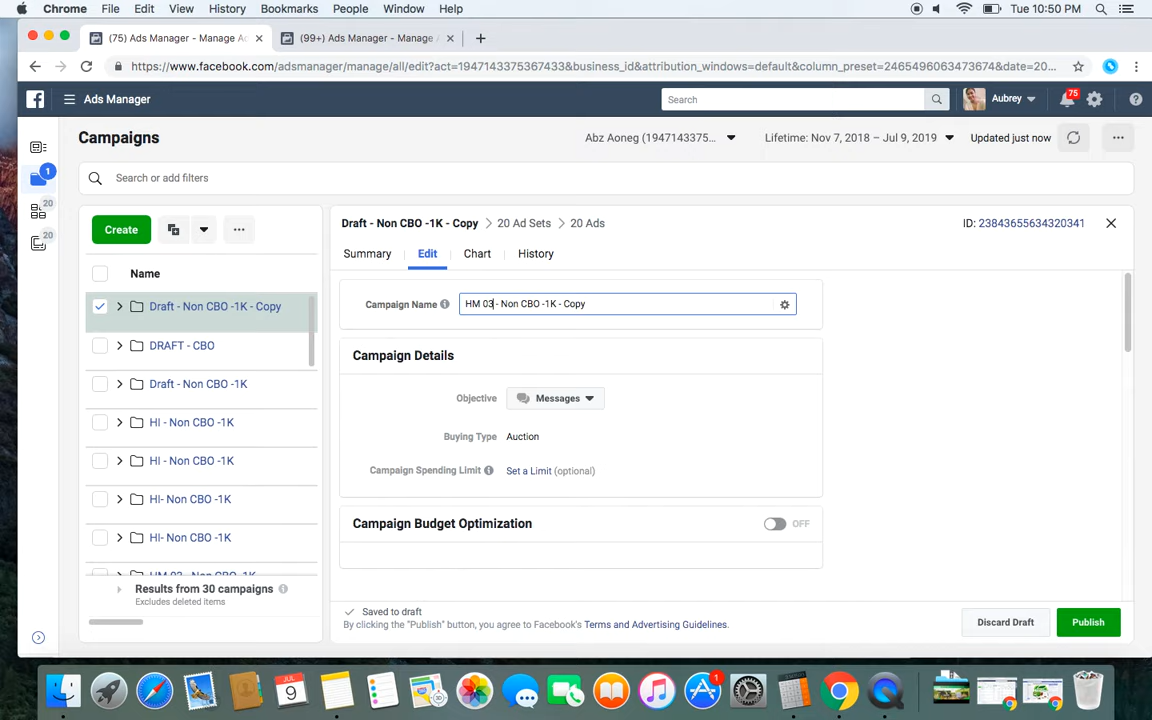 Chrome File Edit View History Bookmarks People Window Help Tue 10:50 PM
(75) Ads Manager - Manage Ad (99+) Ads Manager - Manage A
https://www.facebook.com/adsmanager/manage/all/edit?act=1947143375367433&business_id&attribution_windows=default&column_preset=2465496063473674&date=20...
Ads Manager Search Aubrey 75
Campaigns Abz Aoneg (1947143375... Lifetime: Nov 7, 2018 – Jul 9, 2019 Updated just now
1 Search or add filters
20
20
Create
Draft - Non CBO -1K - Copy 20 Ad Sets 20 Ads ID: 23843655634320341
Summary Edit Chart History
Name
Draft - Non CBO -1K - Copy
DRAFT - CBO
Draft - Non CBO -1K
HI - Non CBO -1K
HI - Non CBO -1K
HI- Non CBO -1K
HI- Non CBO -1K
HM 03 - Non CBO -1K
Results from 30 campaigns
Excludes deleted items
Campaign Name HM 03 - Non CBO -1K - Copy
Campaign Details
Objective Messages
Buying Type Auction
Campaign Spending Limit Set a Limit (optional)
Campaign Budget Optimization OFF
Saved to draft
By clicking the "Publish" button, you agree to Facebook's Terms and Advertising Guidelines.
Discard Draft Publish
JUL
9
1